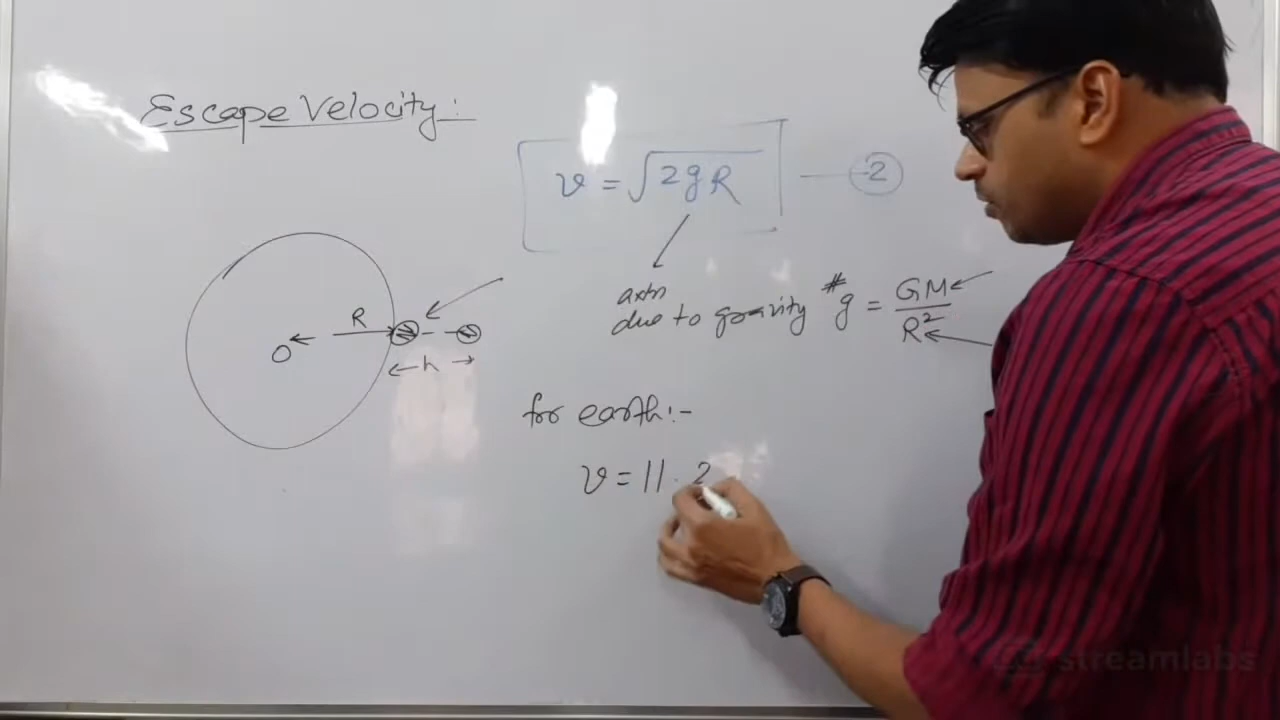 Escape Velocity:
v = √2gR — 2
axtn
due to gravity # g = GM / R²
R
O
h
for earth:-
v = 11.2
streamlabs